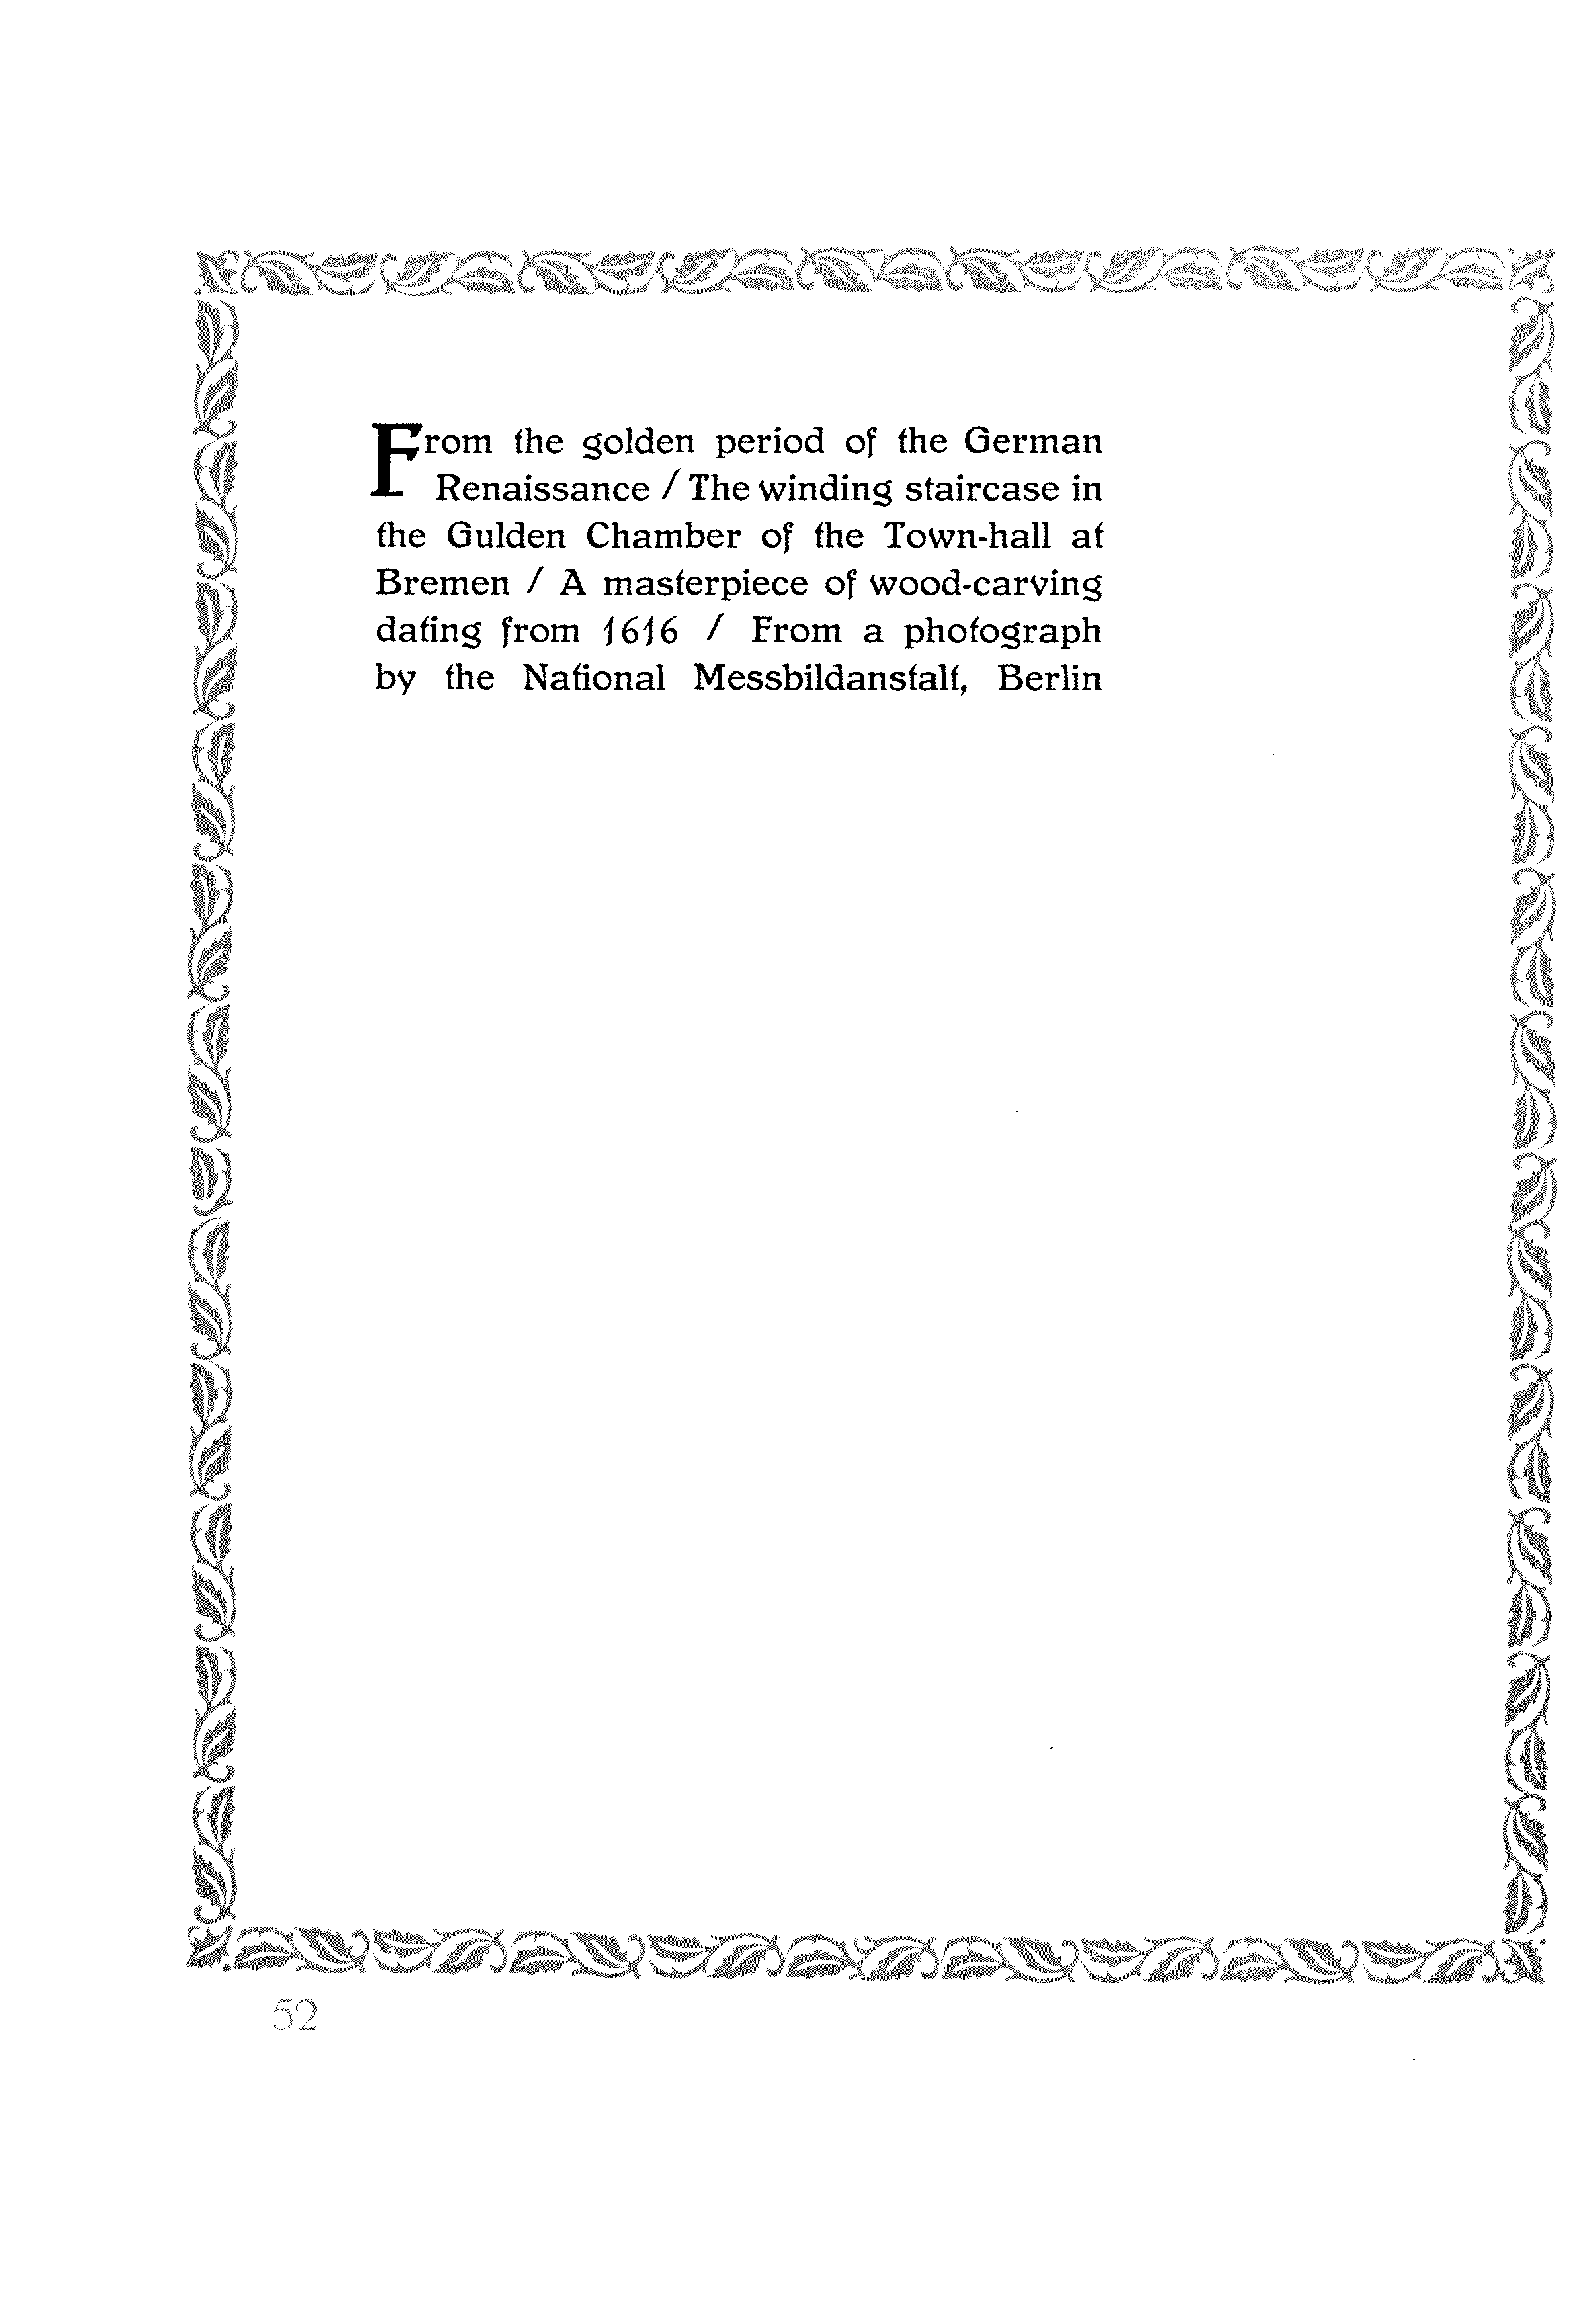 From the golden period of the German
Renaissance / The winding staircase in
the Gulden Chamber of the Town-hall at
Bremen / A masterpiece of wood-carving
dating from 1616 / From a photograph
by the National Messbildanstalt, Berlin
52